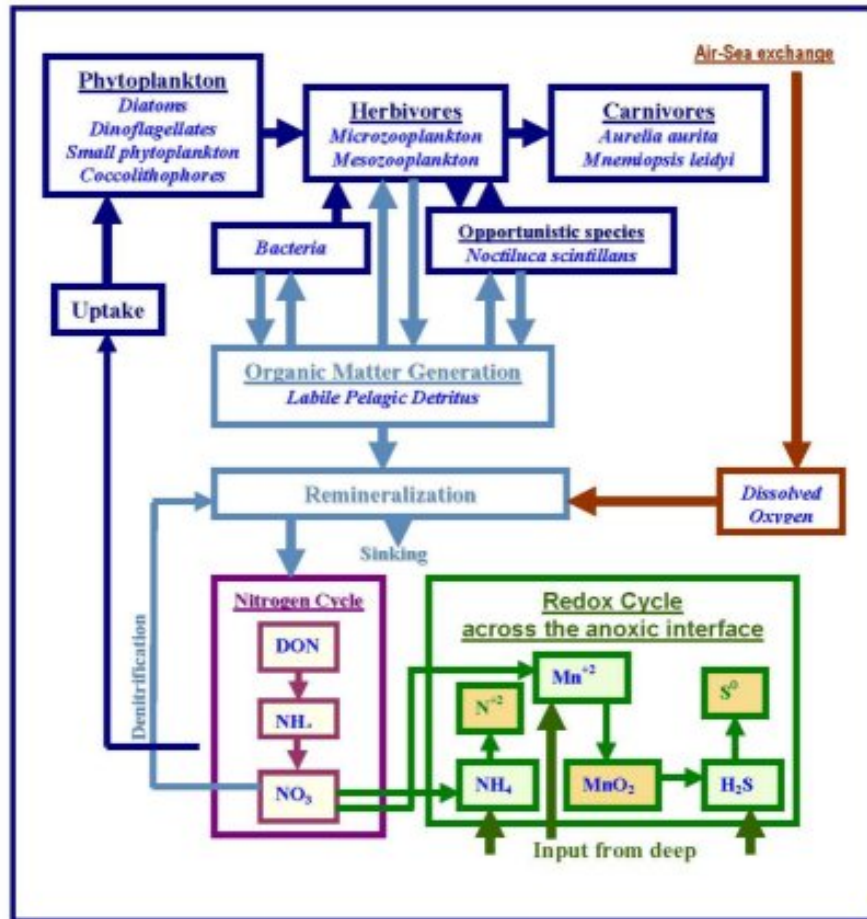 Air-Sea exchange
Phytoplankton
Diatoms
Dinoflagellates
Small phytoplankton
Coccolithophores
Herbivores
Microzooplankton
Mesozooplankton
Carnivores
Aurelia aurita
Mnemiopsis leidyi
Bacteria
Opportunistic species
Noctiluca scintillans
Uptake
Organic Matter Generation
Labile Pelagic Detritus
Remineralization
Dissolved
Oxygen
Sinking
Denitrification
Nitrogen Cycle
DON
NO₃
Redox Cycle
across the anoxic interface
Mn⁺²
N⁺²
S⁰
NH₄
MnO₂
H₂S
Input from deep